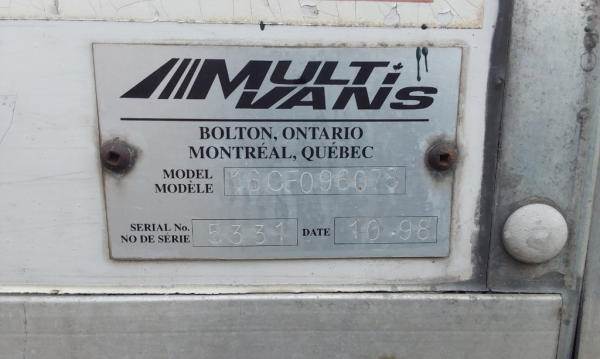 MULTI
VANS
BOLTON, ONTARIO
MONTRÉAL, QUÉBEC
MODEL
MODÈLE
SERIAL No.
NO DE SÉRIE 5331 DATE 10-98